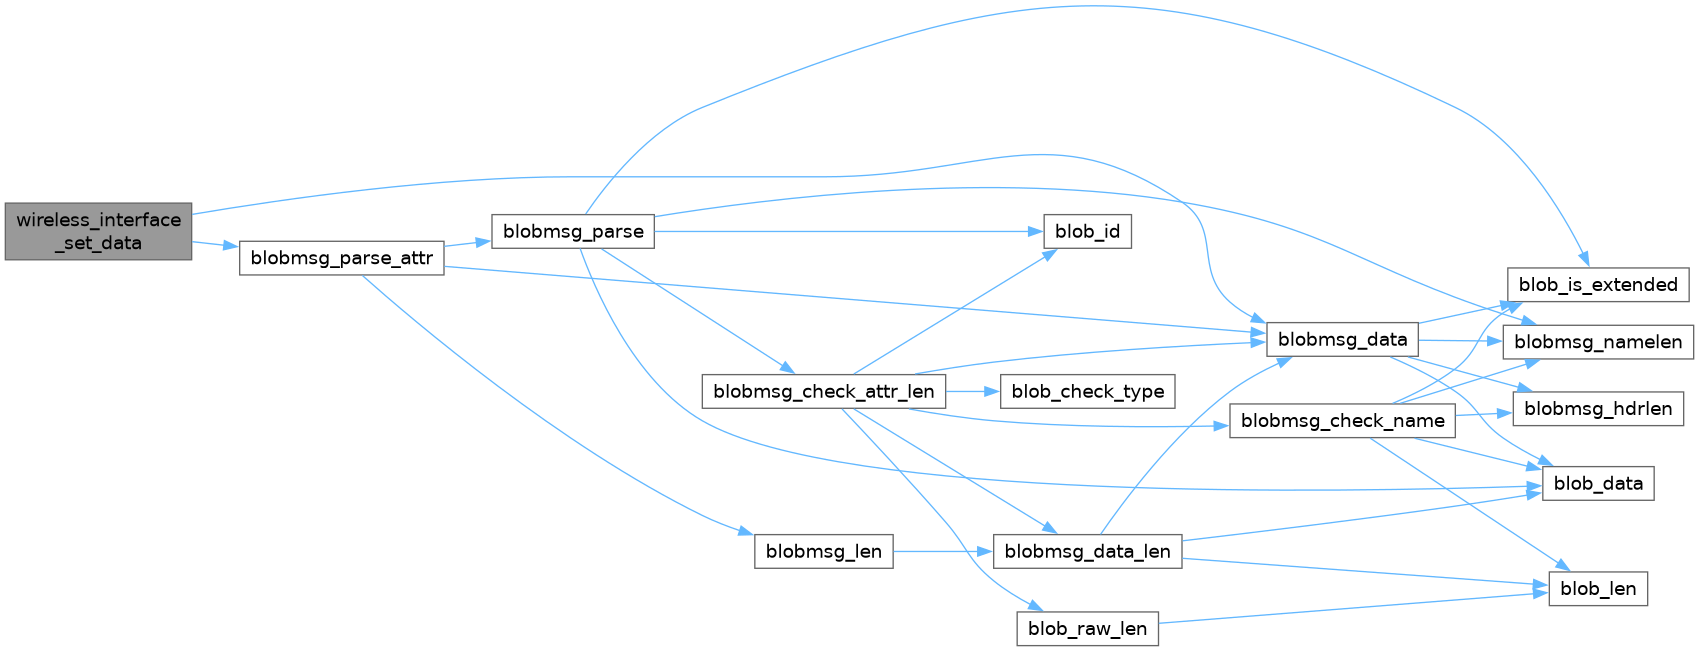 wireless_interface
_set_data
blobmsg_parse_attr
blobmsg_parse
blobmsg_check_attr_len
blobmsg_len
blob_id
blob_check_type
blobmsg_data_len
blob_raw_len
blobmsg_data
blobmsg_check_name
blob_is_extended
blobmsg_namelen
blobmsg_hdrlen
blob_data
blob_len